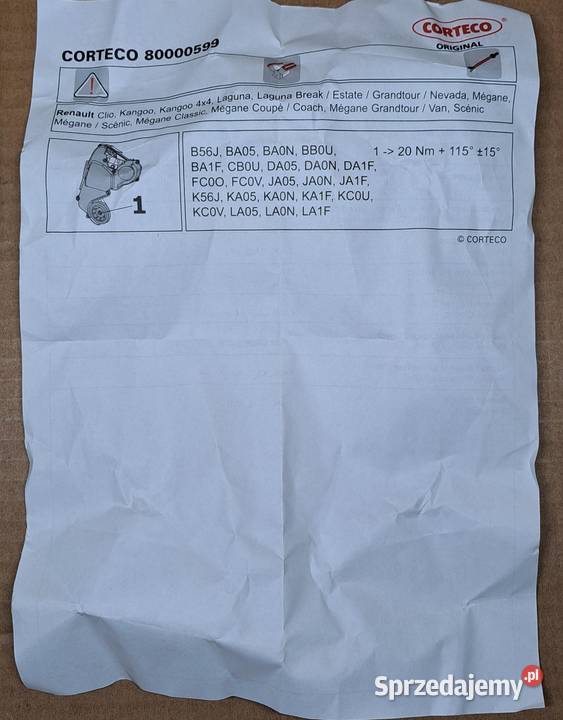 CORTECO®
ORIGINAL
CORTECO 80000599
Renault Clio, Kangoo, Kangoo 4x4, Laguna, Laguna Break / Estate / Grandtour / Nevada, Mégane,
Mégane / Scénic, Mégane Classic, Mégane Coupé / Coach, Mégane Grandtour / Van, Scénic
1
B56J, BA05, BA0N, BB0U, 1 -> 20 Nm + 115° ±15°
BA1F, CB0U, DA05, DA0N, DA1F,
FC0O, FC0V, JA05, JA0N, JA1F,
K56J, KA05, KA0N, KA1F, KC0U,
KC0V, LA05, LA0N, LA1F
© CORTECO
Sprzedajemy.pl